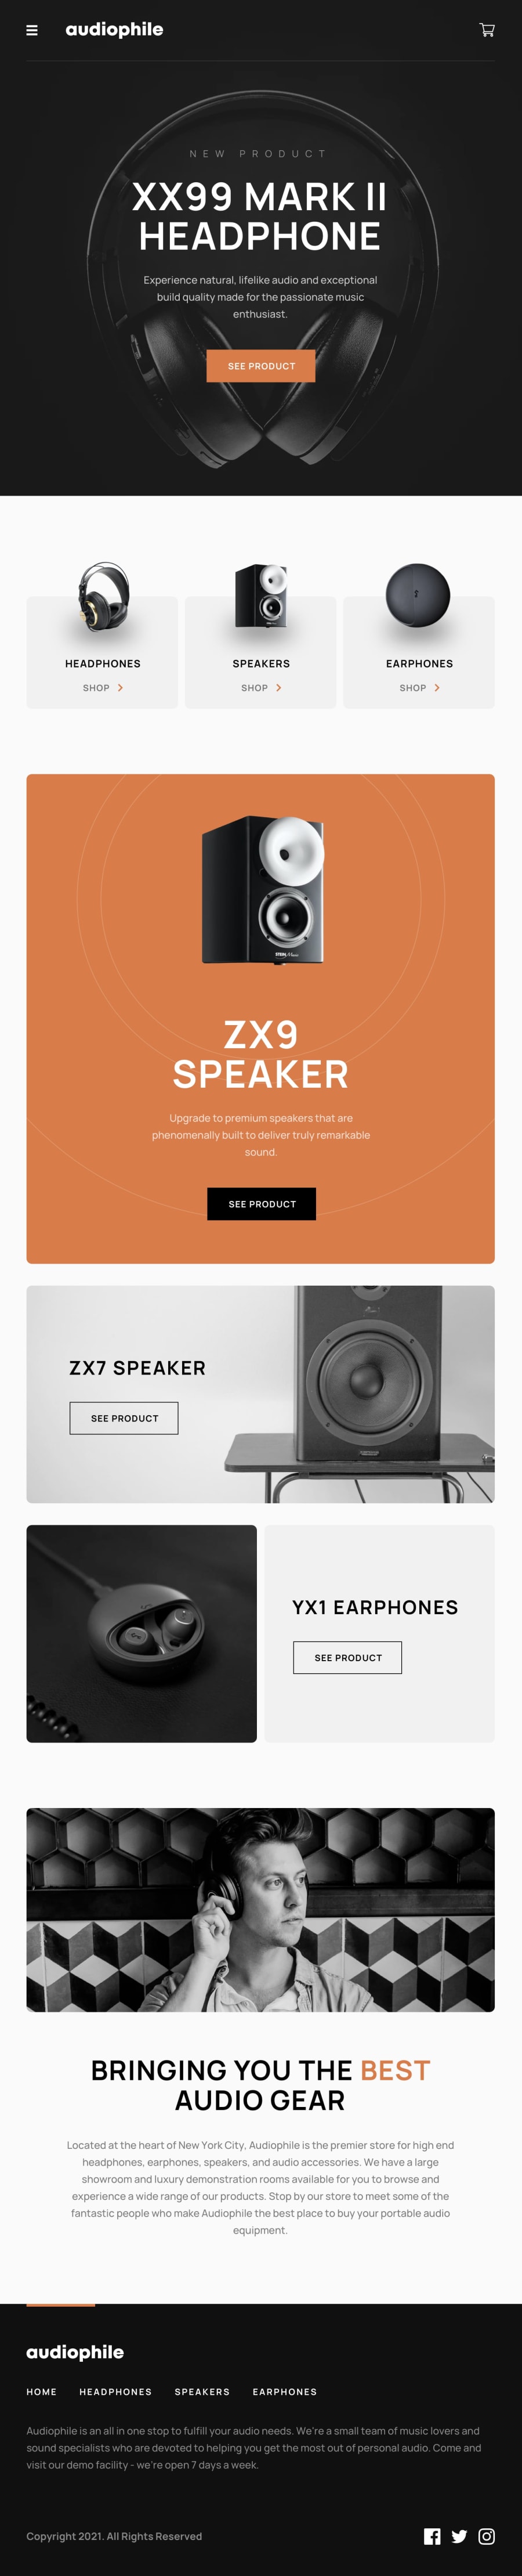 audiophile
NEW PRODUCT
XX99 MARK II
HEADPHONE
Experience natural, lifelike audio and exceptional
build quality made for the passionate music
enthusiast.
SEE PRODUCT
HEADPHONES
SHOP
SPEAKERS
SHOP
EARPHONES
SHOP
ZX9
SPEAKER
Upgrade to premium speakers that are
phenomenally built to deliver truly remarkable
sound.
SEE PRODUCT
ZX7 SPEAKER
SEE PRODUCT
YX1 EARPHONES
SEE PRODUCT
BRINGING YOU THE BEST
AUDIO GEAR
Located at the heart of New York City, Audiophile is the premier store for high end
headphones, earphones, speakers, and audio accessories. We have a large
showroom and luxury demonstration rooms available for you to browse and
experience a wide range of our products. Stop by our store to meet some of the
fantastic people who make Audiophile the best place to buy your portable audio
equipment.
audiophile
HOME HEADPHONES SPEAKERS EARPHONES
Audiophile is an all in one stop to fulfill your audio needs. We're a small team of music lovers and
sound specialists who are devoted to helping you get the most out of personal audio. Come and
visit our demo facility - we're open 7 days a week.
Copyright 2021. All Rights Reserved